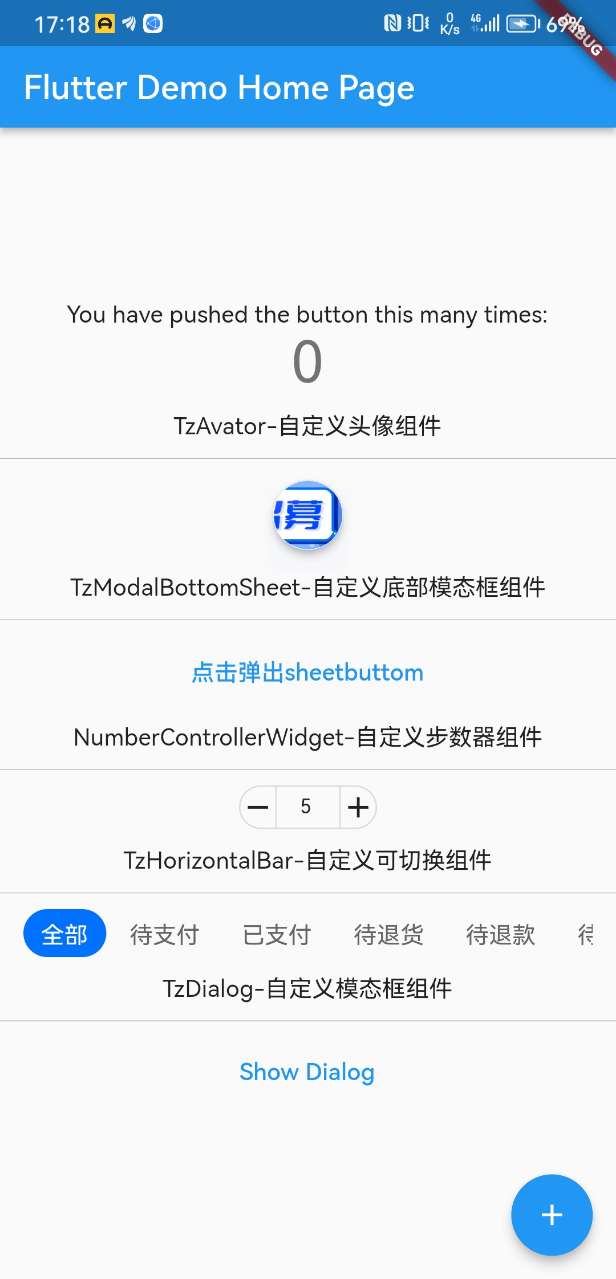 17:18
0
K/s
4G
69%
DEBUG
Flutter Demo Home Page
You have pushed the button this many times:
0
TzAvator-自定义头像组件
募
TzModalBottomSheet-自定义底部模态框组件
点击弹出sheetbuttom
NumberControllerWidget-自定义步数器组件
5
TzHorizontalBar-自定义可切换组件
全部 待支付 已支付 待退货 待退款
TzDialog-自定义模态框组件
Show Dialog